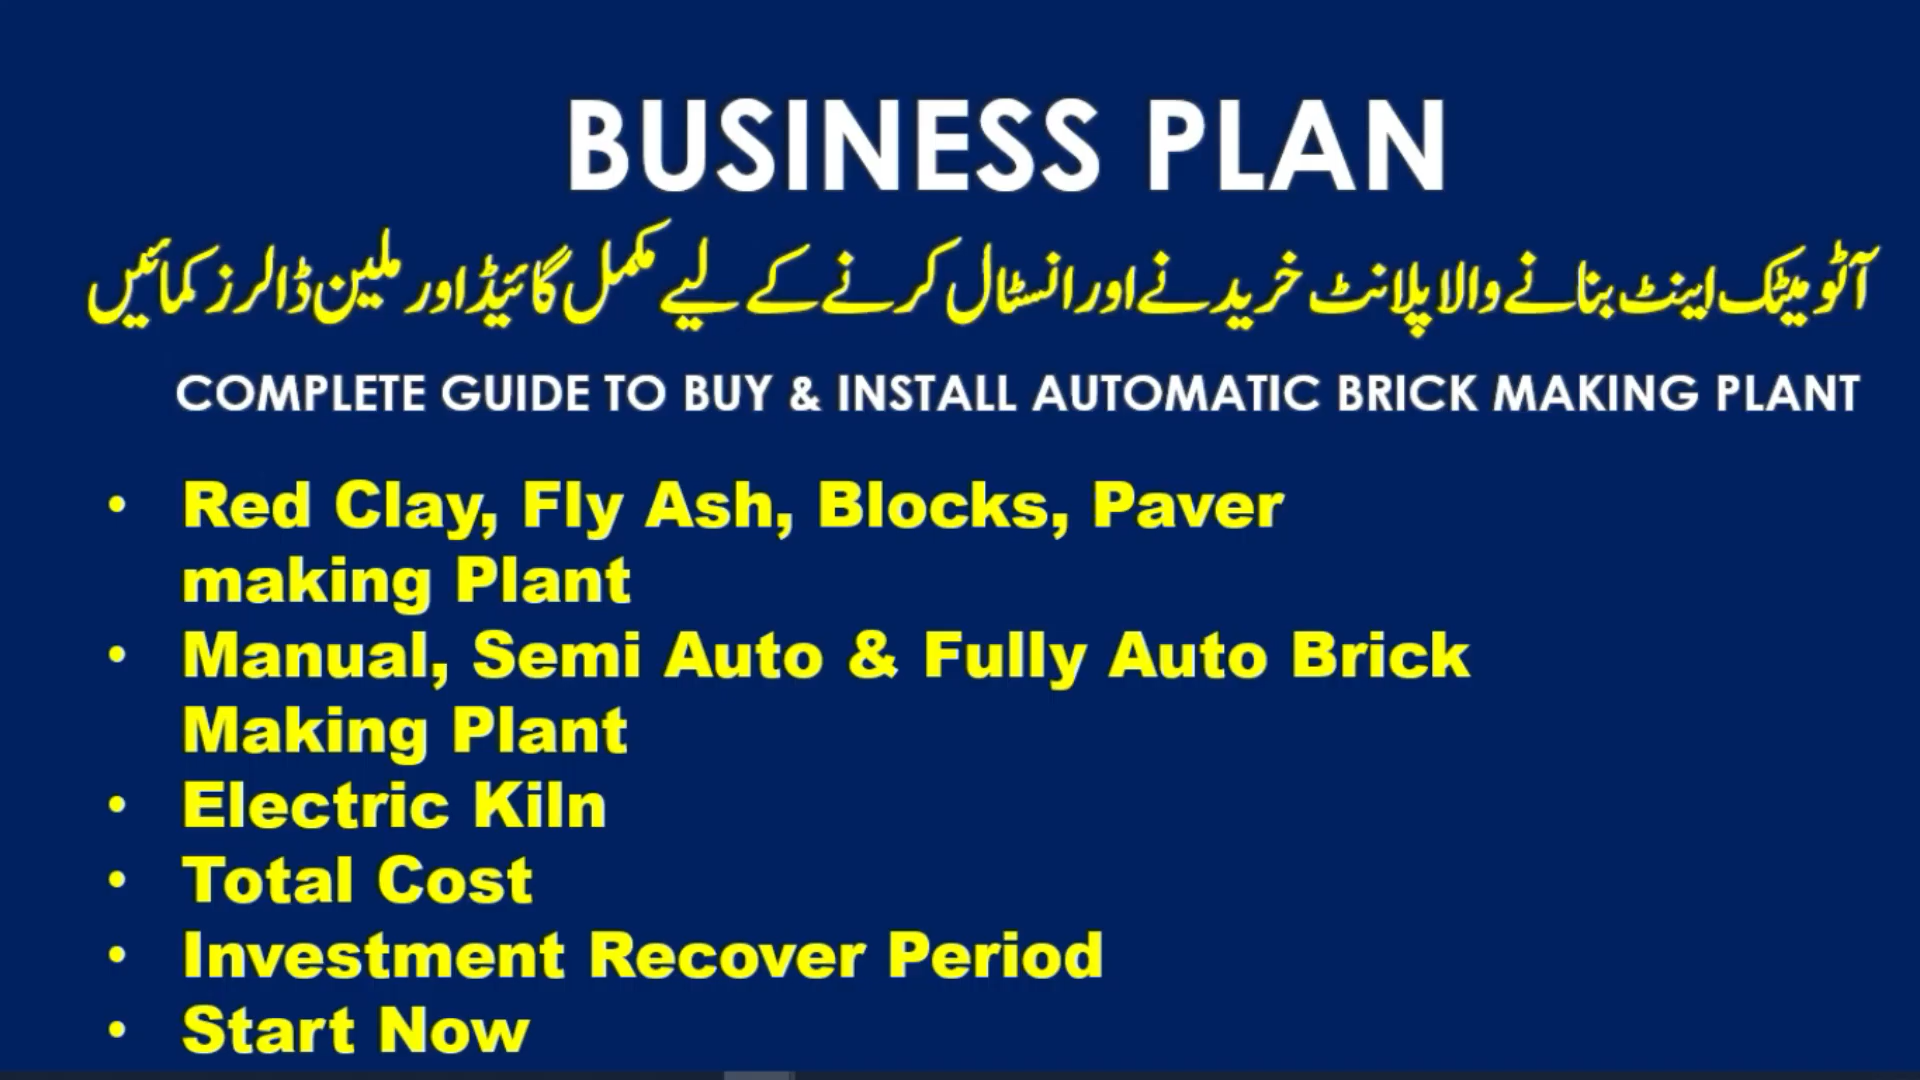 BUSINESS PLAN
آٹومیٹک اینٹ بنانے والا پلانٹ خریدنے اور انسٹال کرنے کے لیے مکمل گائیڈ اور ملین ڈالرز کمائیں
COMPLETE GUIDE TO BUY & INSTALL AUTOMATIC BRICK MAKING PLANT
• Red Clay, Fly Ash, Blocks, Paver
making Plant
• Manual, Semi Auto & Fully Auto Brick
Making Plant
• Electric Kiln
• Total Cost
• Investment Recover Period
• Start Now